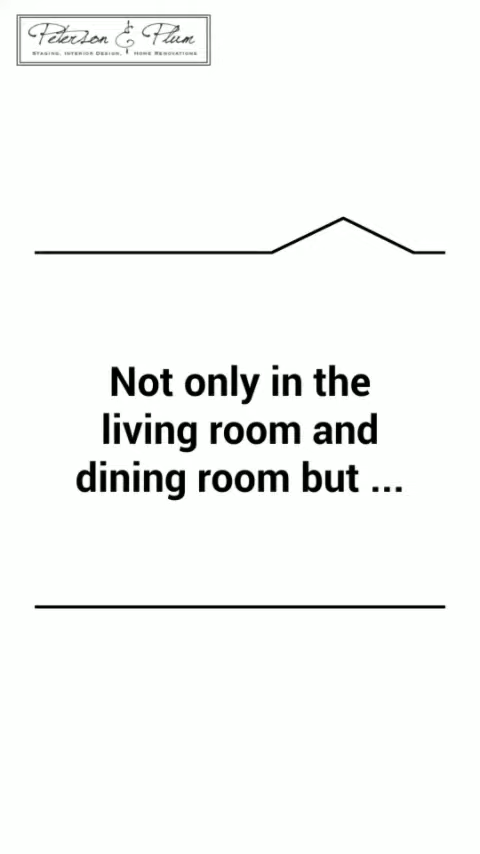 Peterson & Plum
Staging, Interior Design, Home Renovations
Not only in the
living room and
dining room but ...